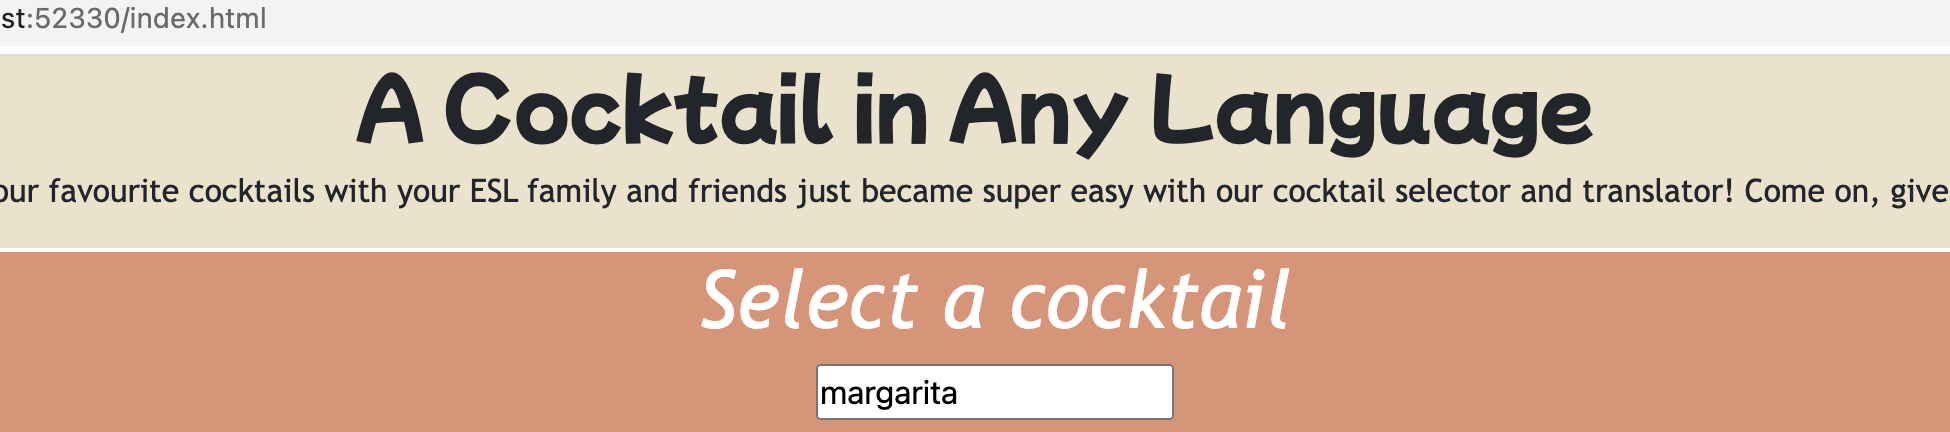 st:52330/index.html
A Cocktail in Any Language
our favourite cocktails with your ESL family and friends just became super easy with our cocktail selector and translator! Come on, give
Select a cocktail
margarita